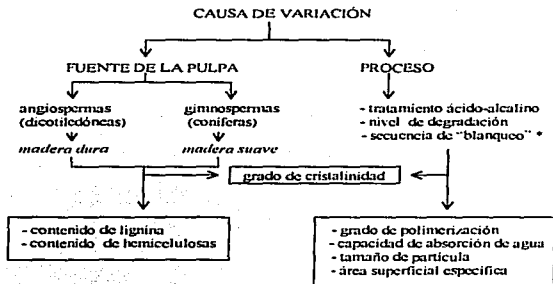 CAUSA DE VARIACIÓN
FUENTE DE LA PULPA
PROCESO
angiospermas
(dicotiledóneas)
madera dura
gimnospermas
(coníferas)
madera suave
- tratamiento ácido-alcalino
- nivel de degradación
- secuencia de "blanqueo" *
grado de cristalinidad
- contenido de lignina
- contenido de hemicelulosas
- grado de polimerización
- capacidad de absorción de agua
- tamaño de partícula
- área superficial específica